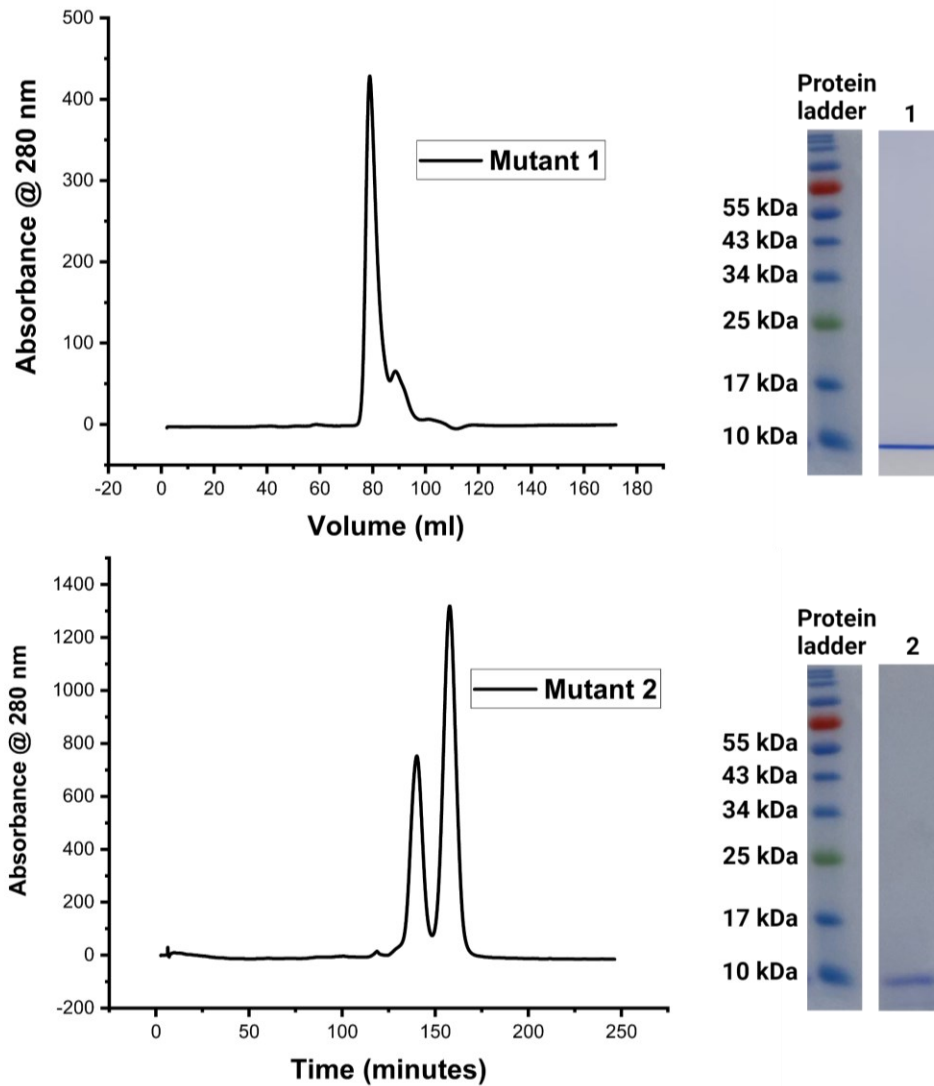 500
400
300
200
100
0
Absorbance @ 280 nm
Mutant 1
-20 0 20 40 60 80 100 120 140 160 180
Volume (ml)
Protein
ladder 1
55 kDa
43 kDa
34 kDa
25 kDa
17 kDa
10 kDa
1400
1200
1000
800
600
400
200
0
-200
Absorbance @ 280 nm
Mutant 2
0 50 100 150 200 250
Time (minutes)
Protein
ladder 2
55 kDa
43 kDa
34 kDa
25 kDa
17 kDa
10 kDa